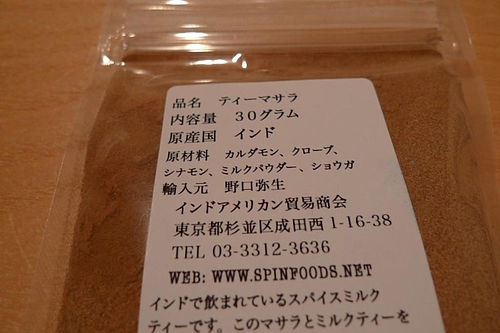 品名　ティーマサラ
内容量　３０グラム
原産国　インド
原材料　カルダモン、クローブ、
シナモン、ミルクパウダー、ショウガ
輸入元　野口弥生
インドアメリカン貿易商会
東京都杉並区成田西 1-16-38
TEL 03-3312-3636
WEB: WWW.SPINFOODS.NET
インドで飲まれているスパイスミルク
ティーです。このマサラとミルクティーを